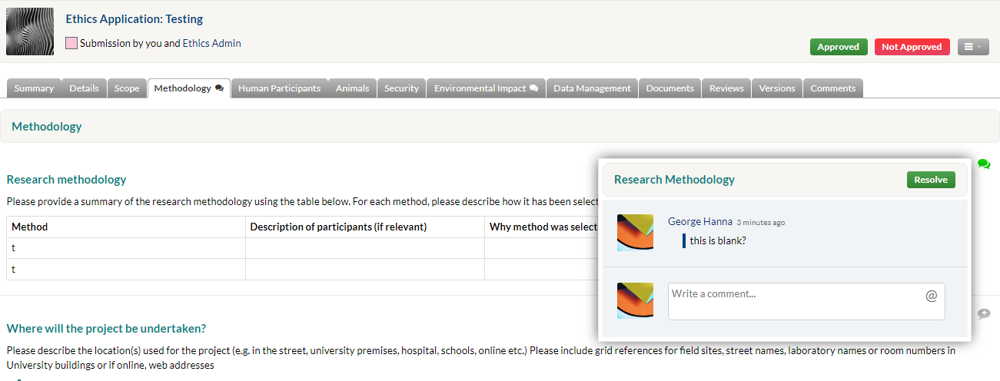 Ethics Application: Testing
Submission by you and Ethics Admin
Approved
Not Approved
Summary
Details
Scope
Methodology
Human Participants
Animals
Security
Environmental Impact
Data Management
Documents
Reviews
Versions
Comments
Methodology
Research methodology
Please provide a summary of the research methodology using the table below. For each method, please describe how it has been select
Method
Description of participants (if relevant)
Why method was select
t
t
Research Methodology
Resolve
George Hanna 3 minutes ago
this is blank?
Write a comment...
@
Where will the project be undertaken?
Please describe the location(s) used for the project (e.g. in the street, university premises, hospital, schools, online etc.) Please include grid references for field sites, street names, laboratory names or room numbers in
University buildings or if online, web addresses